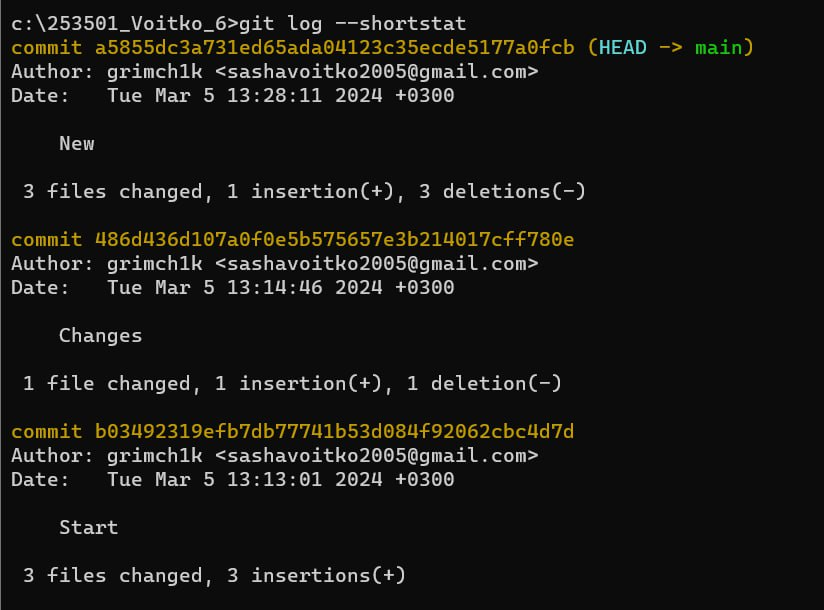 c:\253501_Voitko_6>git log --shortstat
commit a5855dc3a731ed65ada04123c35ecde5177a0fcb (HEAD -> main)
Author: grimch1k <sashavoitko2005@gmail.com>
Date:   Tue Mar 5 13:28:11 2024 +0300

    New

 3 files changed, 1 insertion(+), 3 deletions(-)

commit 486d436d107a0f0e5b575657e3b214017cff780e
Author: grimch1k <sashavoitko2005@gmail.com>
Date:   Tue Mar 5 13:14:46 2024 +0300

    Changes

 1 file changed, 1 insertion(+), 1 deletion(-)

commit b03492319efb7db77741b53d084f92062cbc4d7d
Author: grimch1k <sashavoitko2005@gmail.com>
Date:   Tue Mar 5 13:13:01 2024 +0300

    Start

 3 files changed, 3 insertions(+)